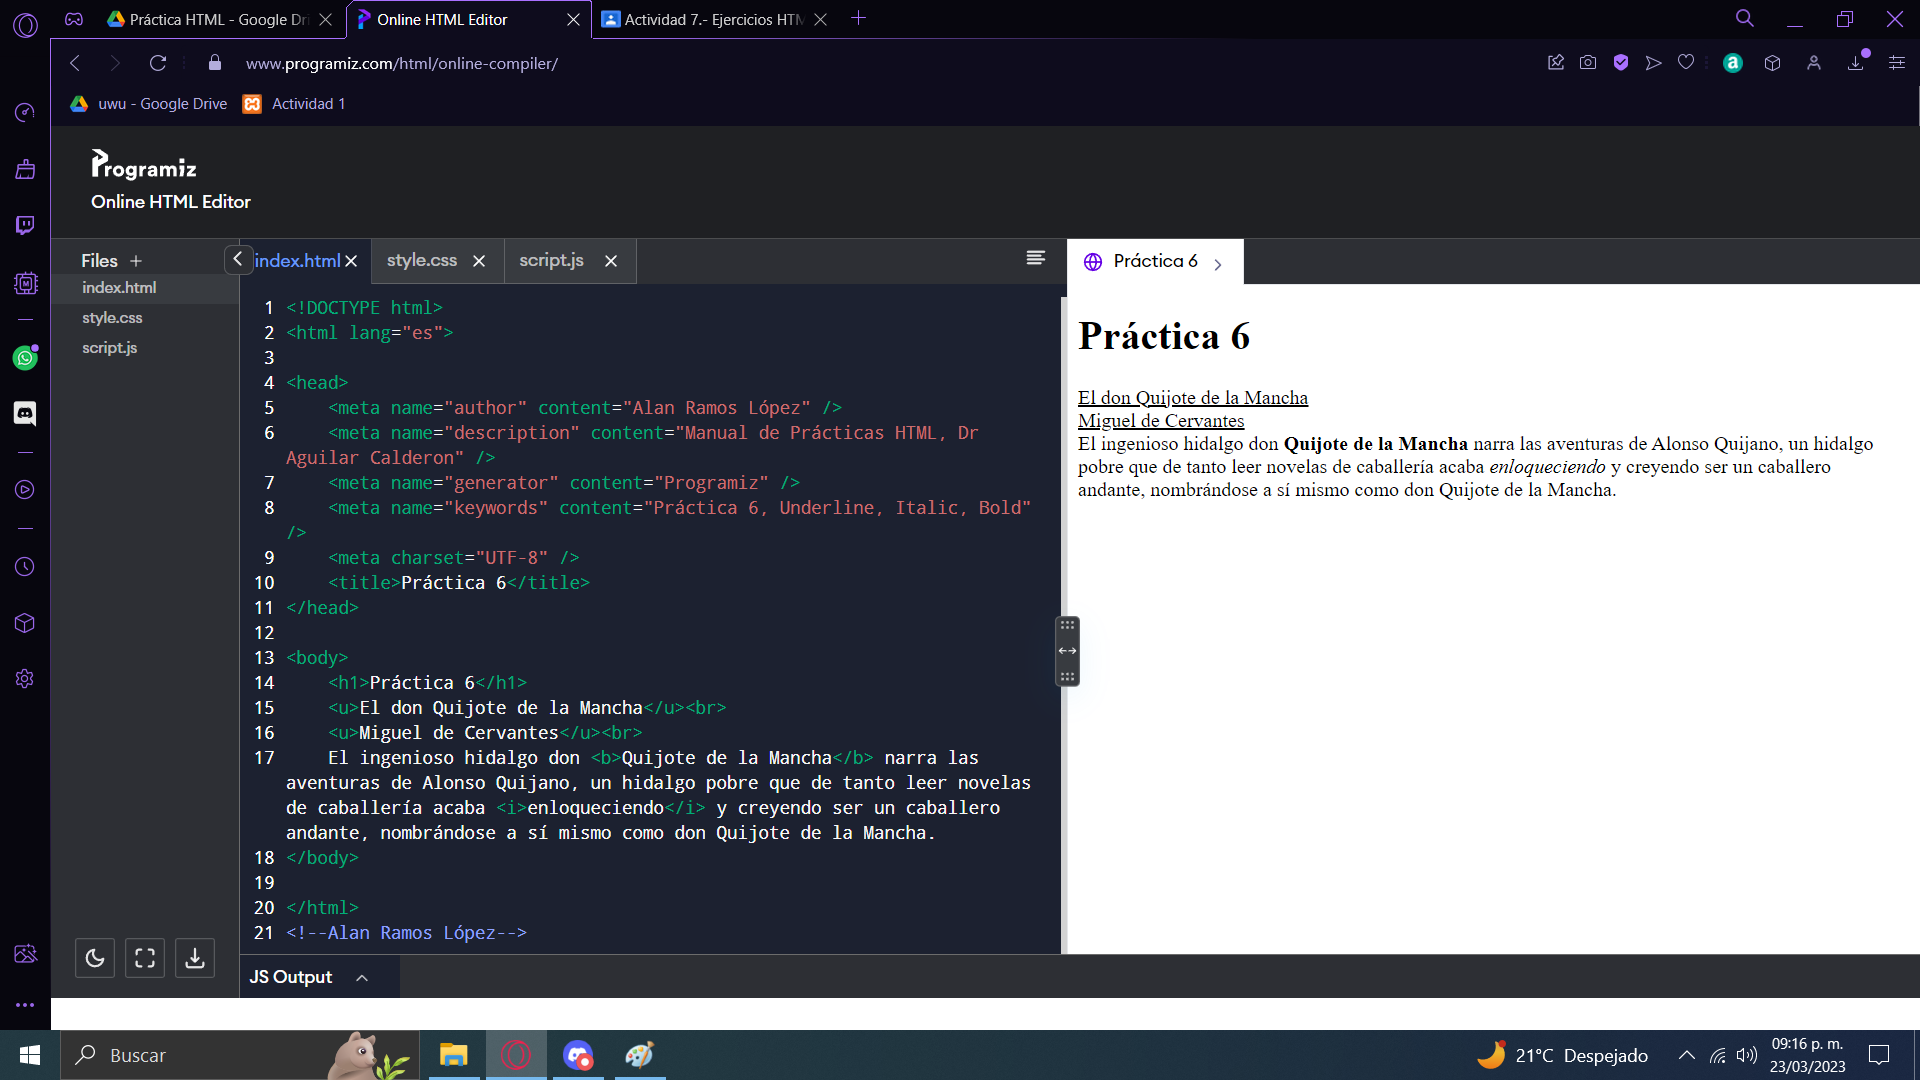 Práctica HTML - Google Dri
Online HTML Editor
Actividad 7.- Ejercicios HTM
www.programiz.com/html/online-compiler/
uwu - Google Drive
Actividad 1
Programiz
Online HTML Editor
Files +
index.html
style.css
script.js
index.html
style.css
script.js
1 <!DOCTYPE html>
2 <html lang="es">
3
4 <head>
5 <meta name="author" content="Alan Ramos López" />
6 <meta name="description" content="Manual de Prácticas HTML, Dr
Aguilar Calderon" />
7 <meta name="generator" content="Programiz" />
8 <meta name="keywords" content="Práctica 6, Underline, Italic, Bold"
/>
9 <meta charset="UTF-8" />
10 <title>Práctica 6</title>
11 </head>
12
13 <body>
14 <h1>Práctica 6</h1>
15 <u>El don Quijote de la Mancha</u><br>
16 <u>Miguel de Cervantes</u><br>
17 El ingenioso hidalgo don <b>Quijote de la Mancha</b> narra las
aventuras de Alonso Quijano, un hidalgo pobre que de tanto leer novelas
de caballería acaba <i>enloqueciendo</i> y creyendo ser un caballero
andante, nombrándose a sí mismo como don Quijote de la Mancha.
18 </body>
19
20 </html>
21 <!--Alan Ramos López-->
JS Output
Práctica 6
Práctica 6
El don Quijote de la Mancha
Miguel de Cervantes
El ingenioso hidalgo don Quijote de la Mancha narra las aventuras de Alonso Quijano, un hidalgo
pobre que de tanto leer novelas de caballería acaba enloqueciendo y creyendo ser un caballero
andante, nombrándose a sí mismo como don Quijote de la Mancha.
Buscar
21°C Despejado
09:16 p. m.
23/03/2023